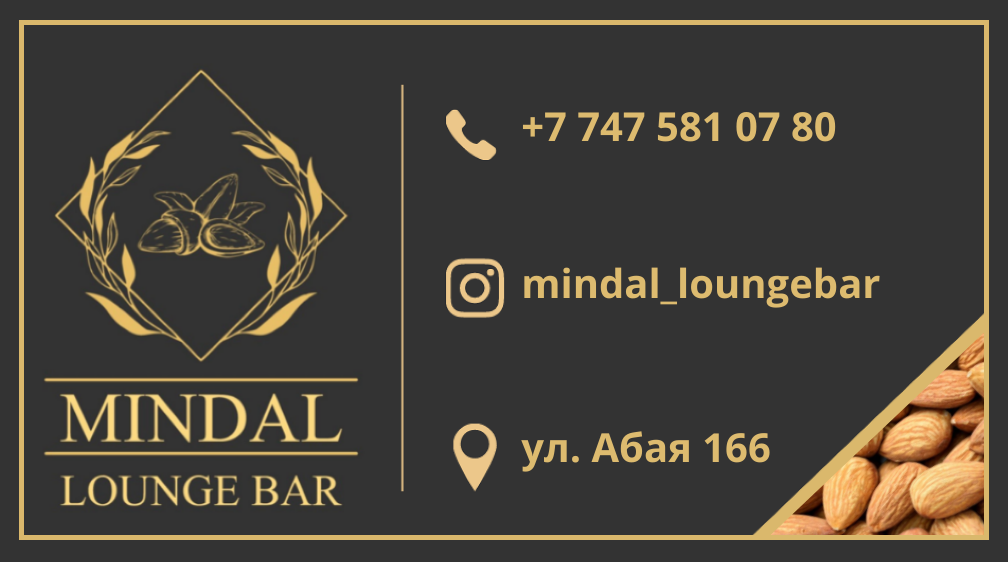 MINDAL
LOUNGE BAR
+7 747 581 07 80
mindal_loungebar
ул. Абая 166